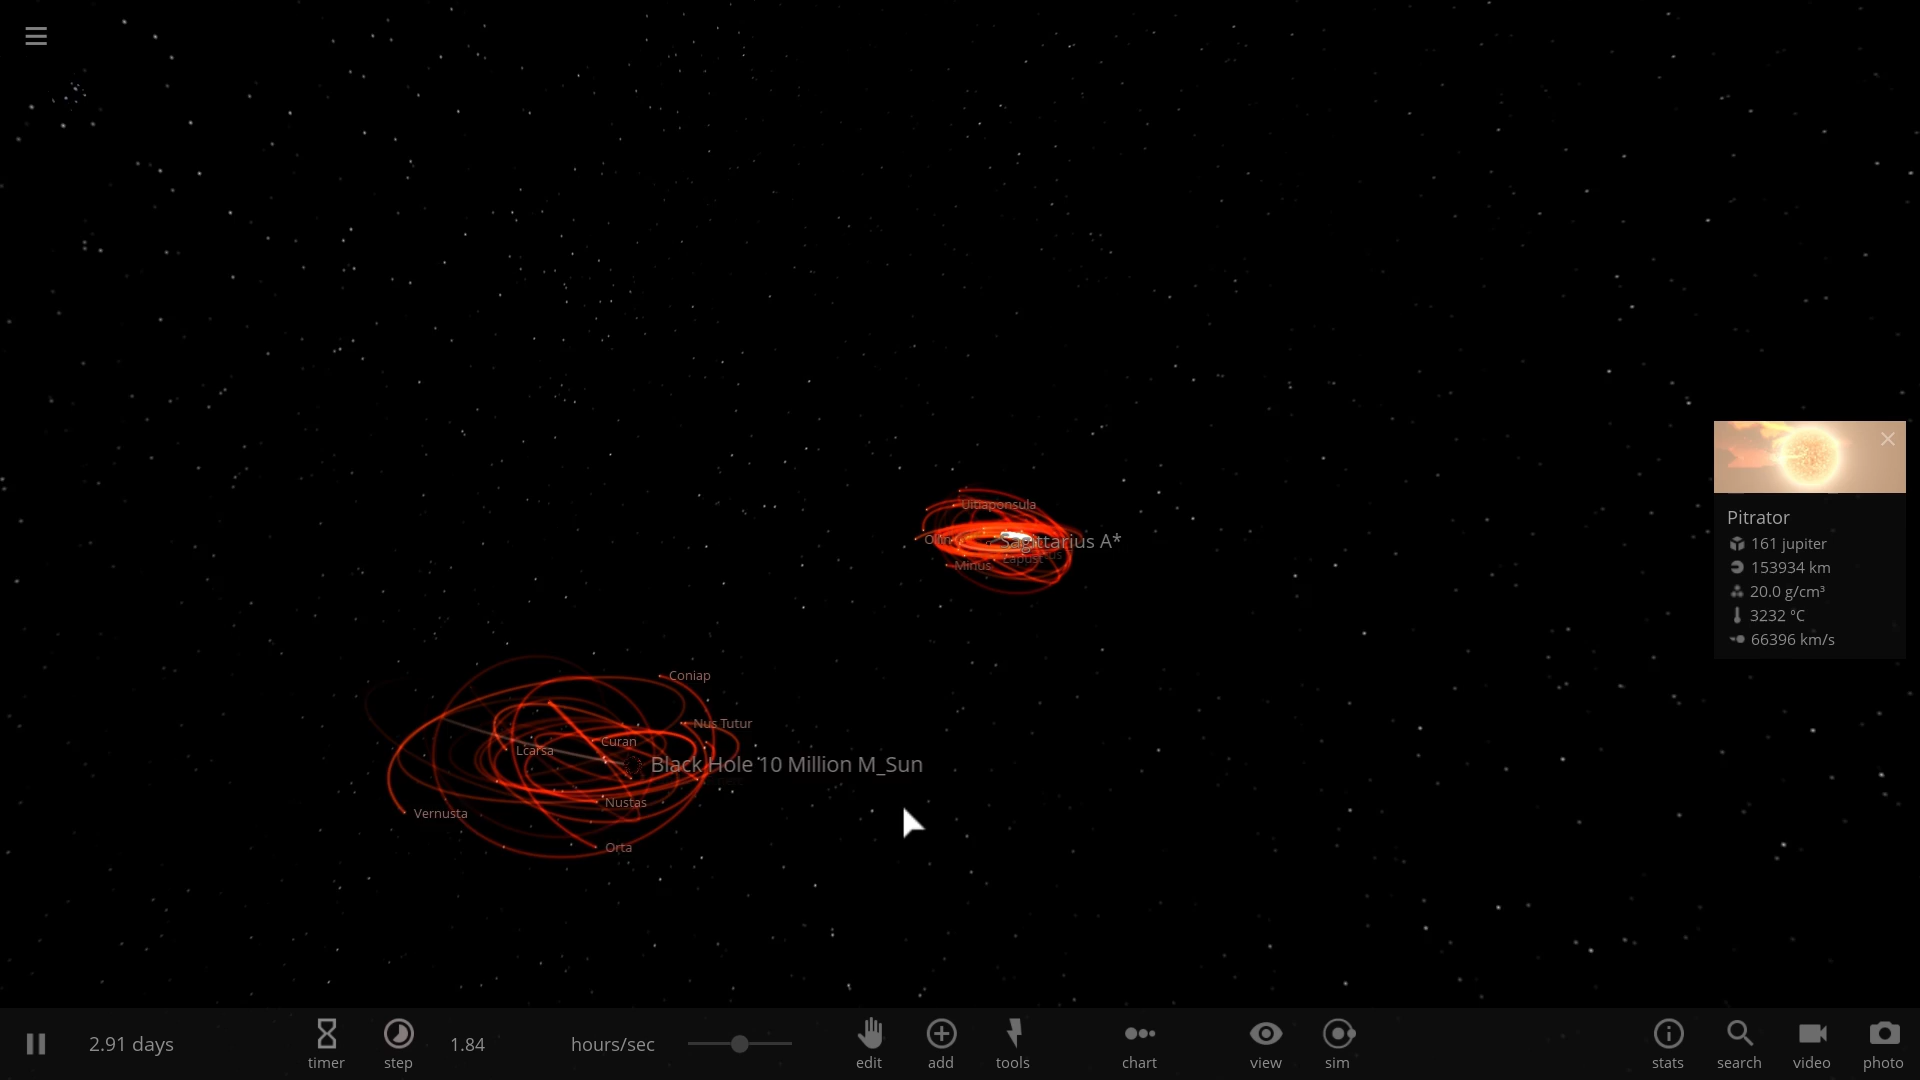 Uitiaponsula
Sagittarius A*
Minus
Zapust
Pitrator
161 jupiter
153934 km
20.0 g/cm³
3232 °C
66396 km/s
Coniap
Nus Tutur
Curan
Lcarsa
Black Hole 10 Million M_Sun
Nustas
Vernusta
Orta
2.91 days
timer
step
1.84
hours/sec
edit
add
tools
chart
view
sim
stats
search
video
photo